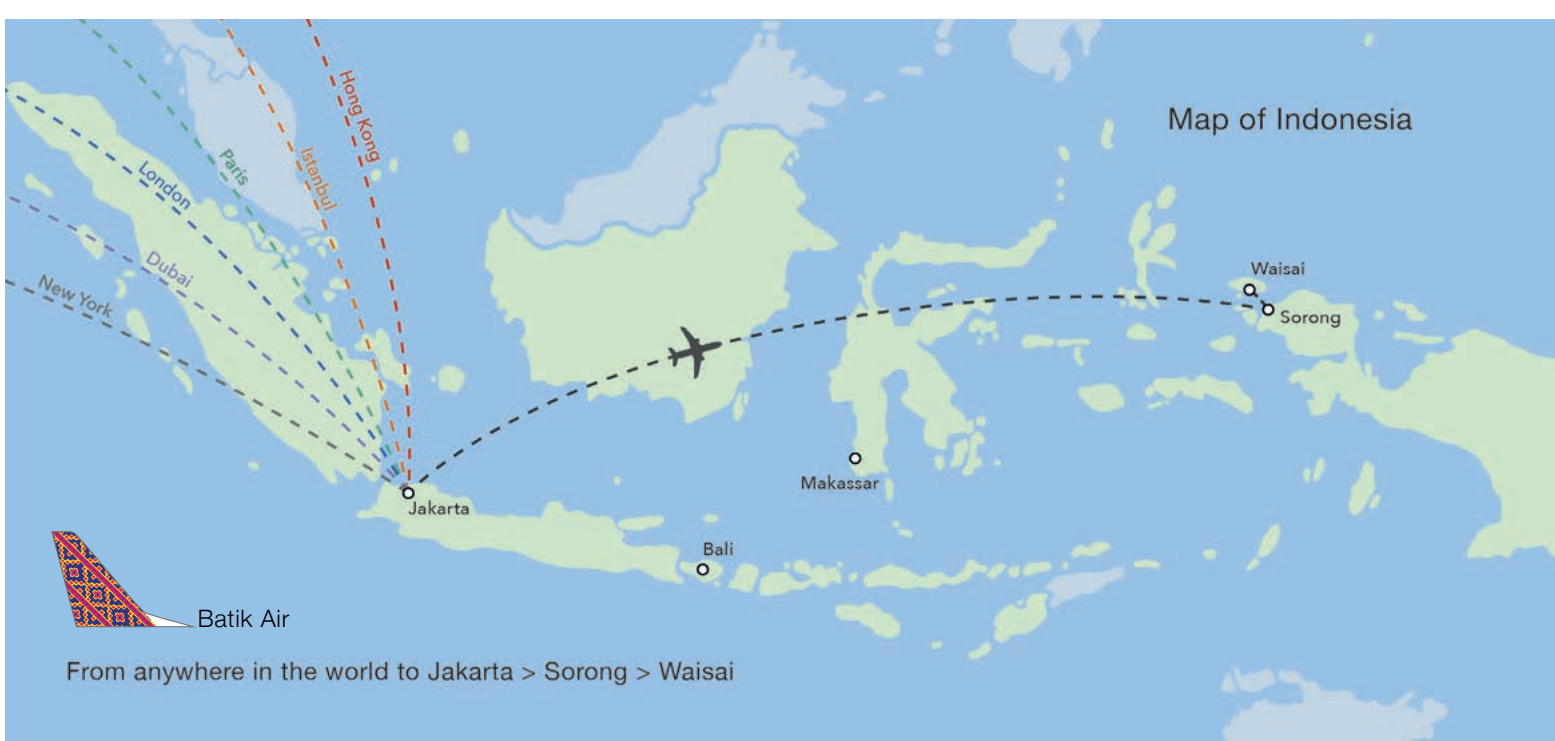 Map of Indonesia
Hong Kong
Istanbul
Paris
London
Dubai
New York
Waisai
Sorong
Makassar
Jakarta
Bali
Batik Air
From anywhere in the world to Jakarta > Sorong > Waisai